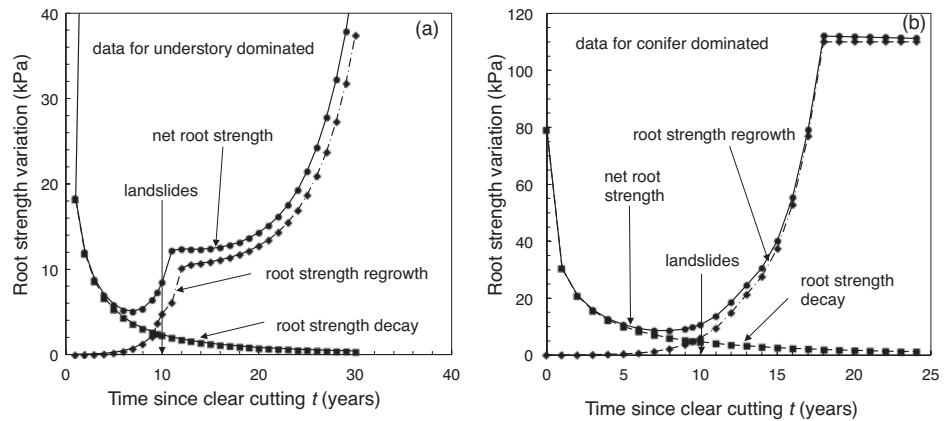 (a)
data for understory dominated
net root strength
landslides
root strength regrowth
root strength decay
Root strength variation (kPa)
40
30
20
10
0
0 10 20 30 40
Time since clear cutting t (years)
(b)
data for conifer dominated
root strength regrowth
net root
strength
landslides
root strength
decay
Root strength variation (kPa)
120
100
80
60
40
20
0
0 5 10 15 20 25
Time since clear cutting t (years)